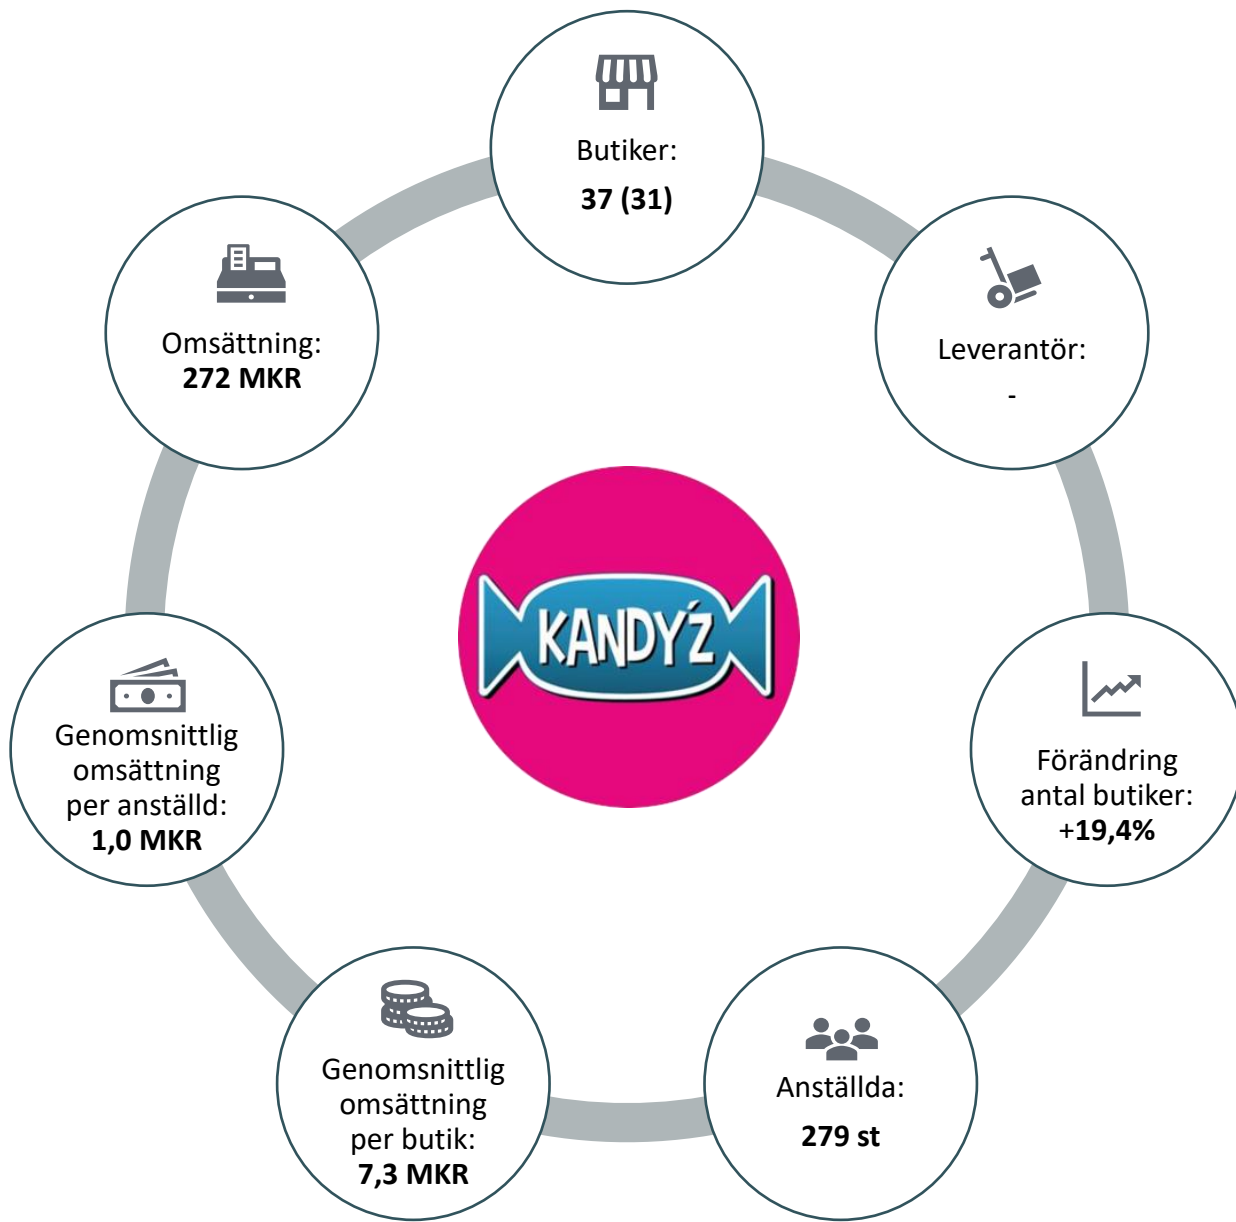 Butiker:
37 (31)
Leverantör:
-
Omsättning:
272 MKR
KANDY´Z
Förändring
antal butiker:
+19,4%
Genomsnittlig
omsättning
per anställd:
1,0 MKR
Anställda:
279 st
Genomsnittlig
omsättning
per butik:
7,3 MKR